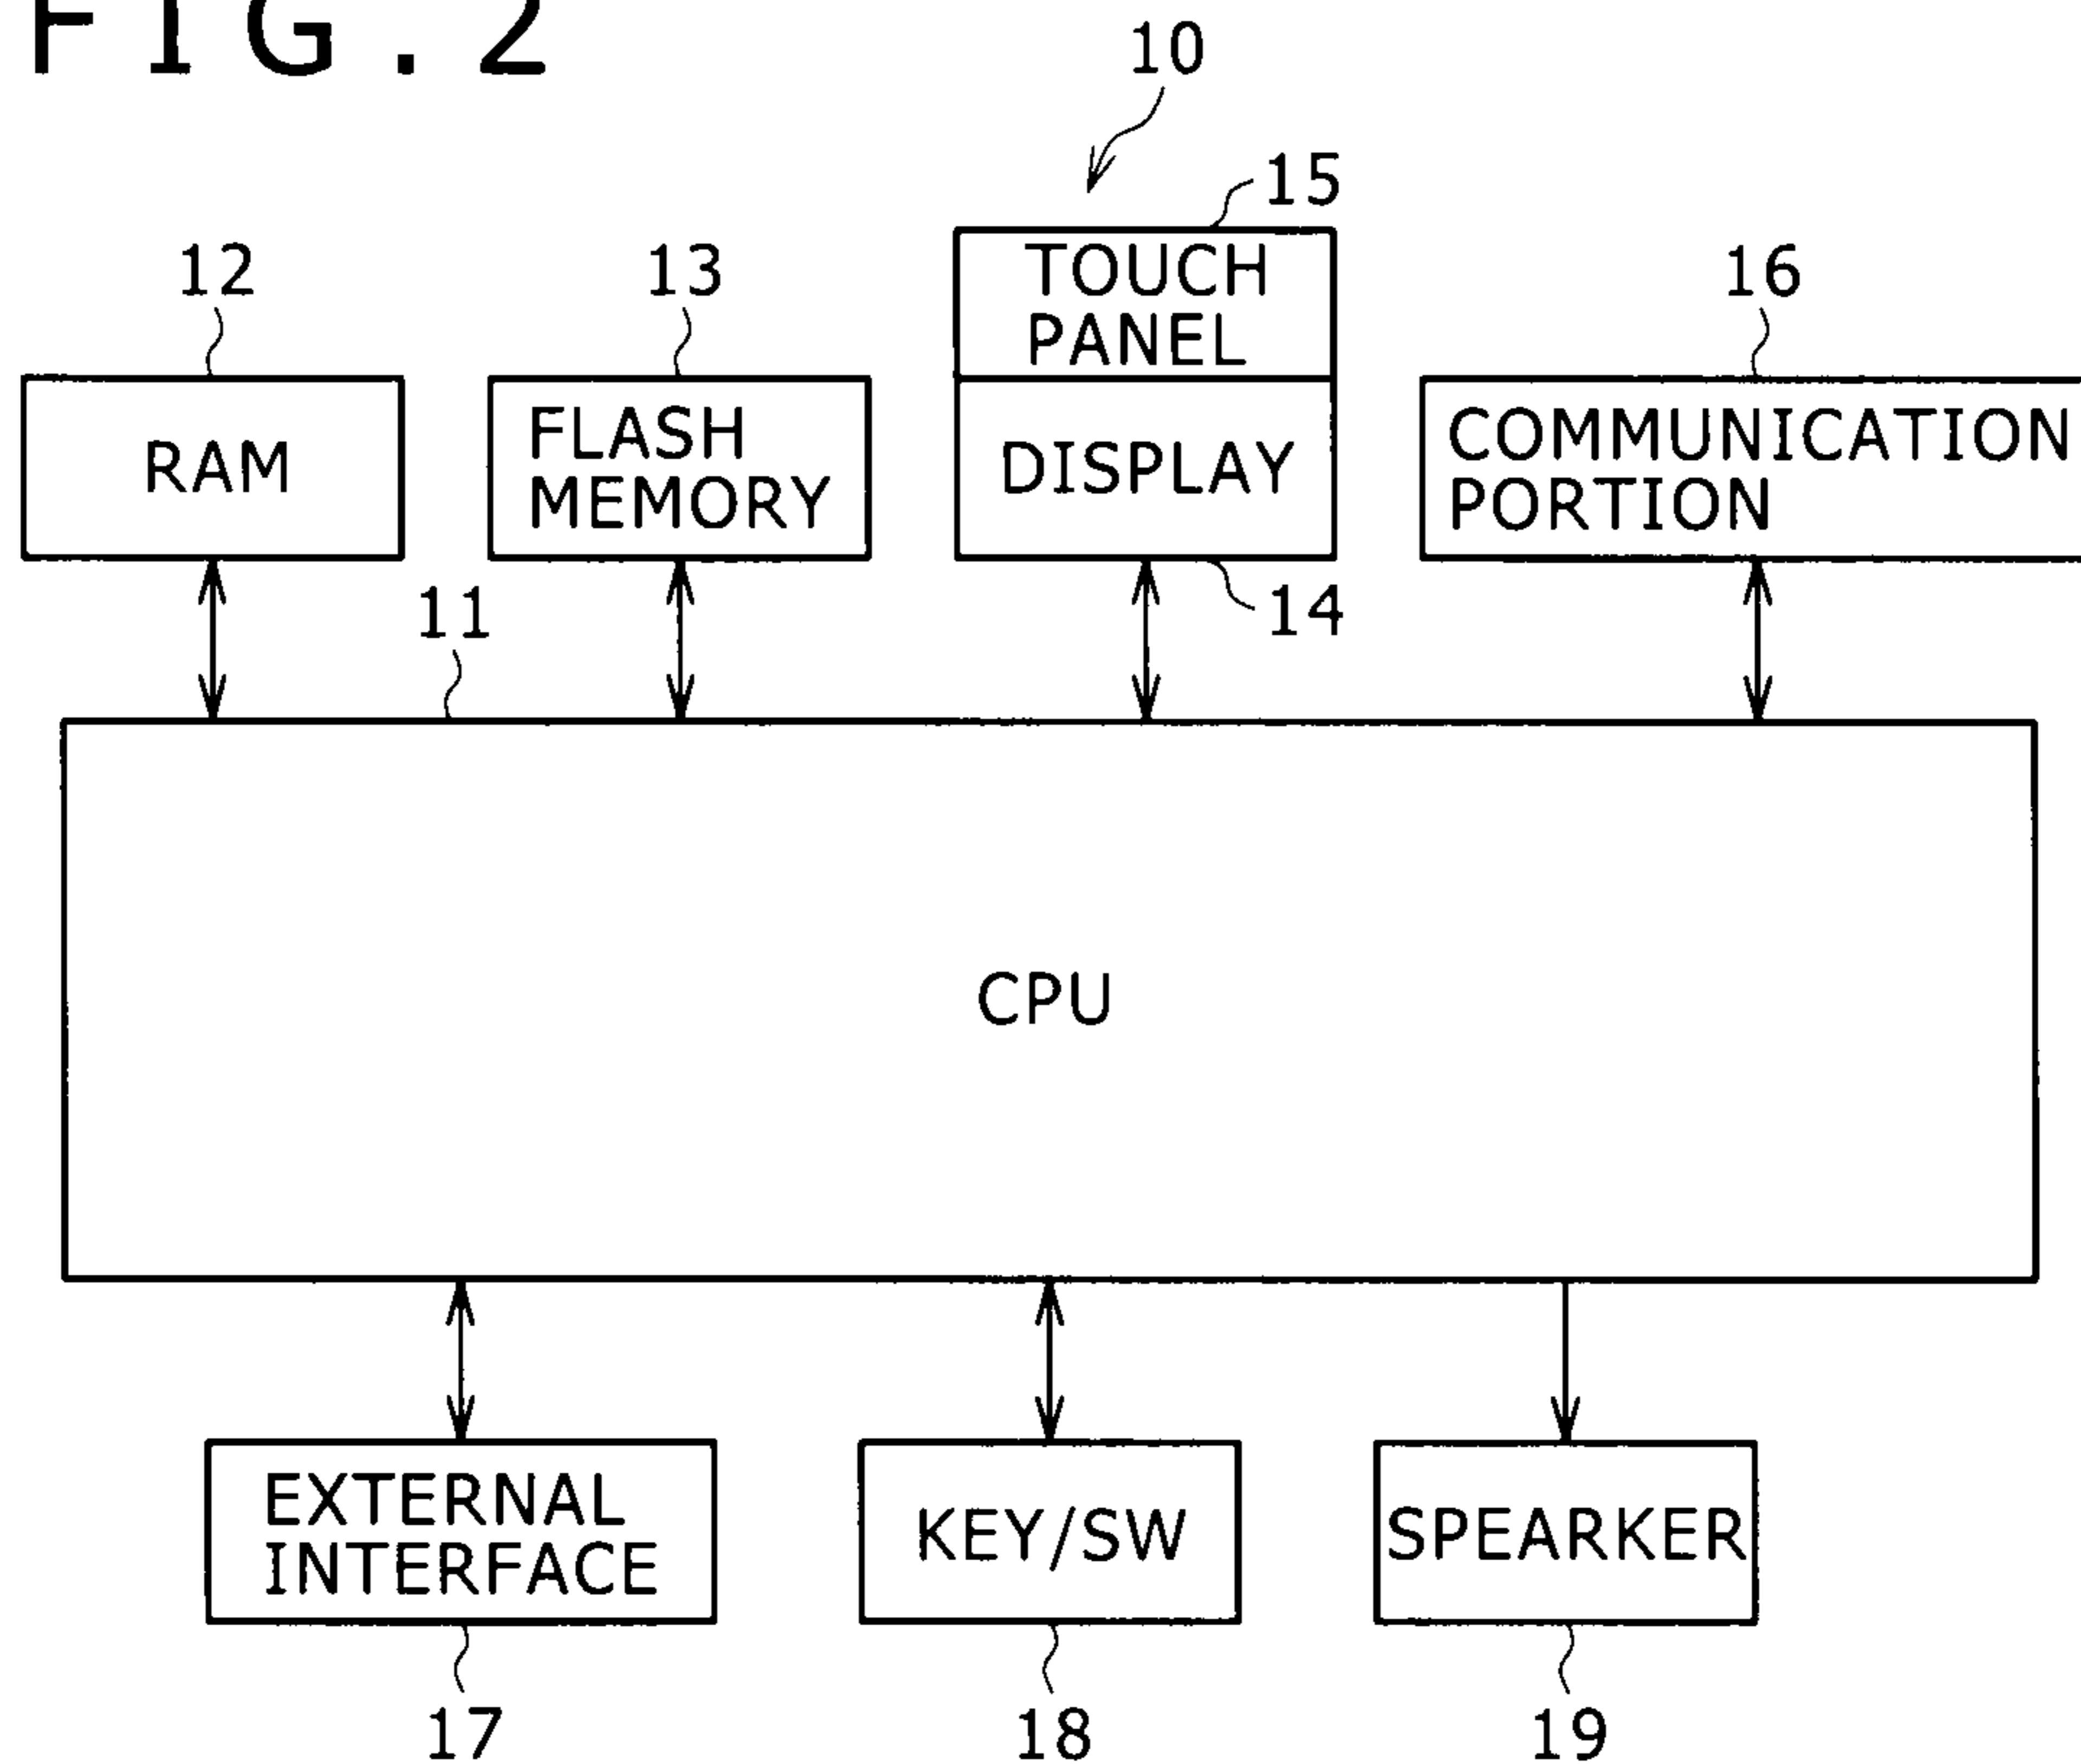 FIG.2
10
15
12
13
TOUCH
PANEL
16
RAM
FLASH
MEMORY
DISPLAY
COMMUNICATION
PORTION
11
14
CPU
EXTERNAL
INTERFACE
KEY/SW
SPEARKER
17
18
19